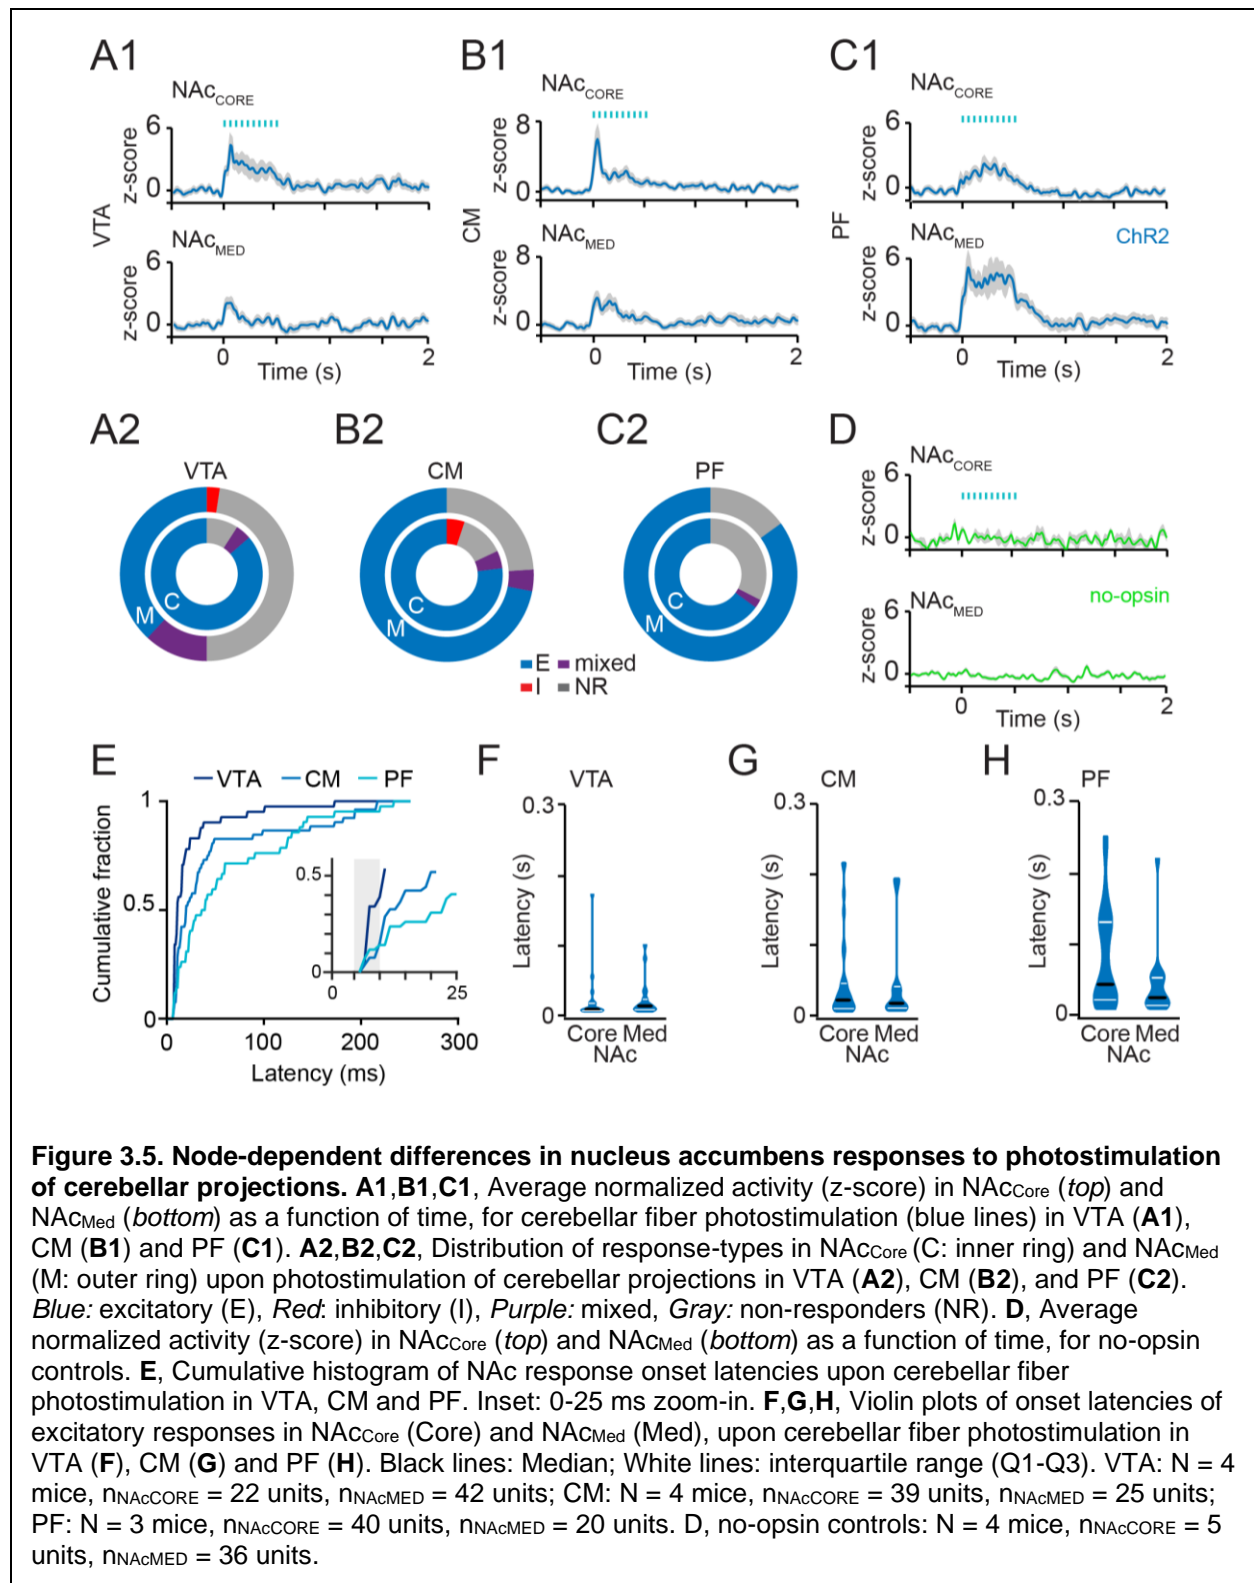 A1
B1
C1
NAcCORE
NAcCORE
NAcCORE
6
z-score
0
8
z-score
0
6
z-score
0
VTA
CM
PF
NAcMED
NAcMED
NAcMED
ChR2
6
z-score
0
8
z-score
0
6
z-score
0
0 2
Time (s)
0 2
Time (s)
0 2
Time (s)
A2
B2
C2
D
VTA
CM
PF
NAcCORE
6
z-score
0
C
M
C
M
C
M
NAcMED
no-opsin
6
z-score
0
E mixed
I NR
0 2
Time (s)
E
VTA CM PF
F
VTA
G
CM
H
PF
1
0.5
0
Cumulative fraction
0.5
0
0 25
0 100 200 300
Latency (ms)
0.3
Latency (s)
0
Core Med
NAc
0.3
Latency (s)
0
Core Med
NAc
0.3
Latency (s)
0
Core Med
NAc
Figure 3.5. Node-dependent differences in nucleus accumbens responses to photostimulation
of cerebellar projections. A1,B1,C1, Average normalized activity (z-score) in NAcCore (top) and
NAcMed (bottom) as a function of time, for cerebellar fiber photostimulation (blue lines) in VTA (A1),
CM (B1) and PF (C1). A2,B2,C2, Distribution of response-types in NAcCore (C: inner ring) and NAcMed
(M: outer ring) upon photostimulation of cerebellar projections in VTA (A2), CM (B2), and PF (C2).
Blue: excitatory (E), Red: inhibitory (I), Purple: mixed, Gray: non-responders (NR). D, Average
normalized activity (z-score) in NAcCore (top) and NAcMed (bottom) as a function of time, for no-opsin
controls. E, Cumulative histogram of NAc response onset latencies upon cerebellar fiber
photostimulation in VTA, CM and PF. Inset: 0-25 ms zoom-in. F,G,H, Violin plots of onset latencies of
excitatory responses in NAcCore (Core) and NAcMed (Med), upon cerebellar fiber photostimulation in
VTA (F), CM (G) and PF (H). Black lines: Median; White lines: interquartile range (Q1-Q3). VTA: N = 4
mice, nNAcCORE = 22 units, nNAcMED = 42 units; CM: N = 4 mice, nNAcCORE = 39 units, nNAcMED = 25 units;
PF: N = 3 mice, nNAcCORE = 40 units, nNAcMED = 20 units. D, no-opsin controls: N = 4 mice, nNAcCORE = 5
units, nNAcMED = 36 units.